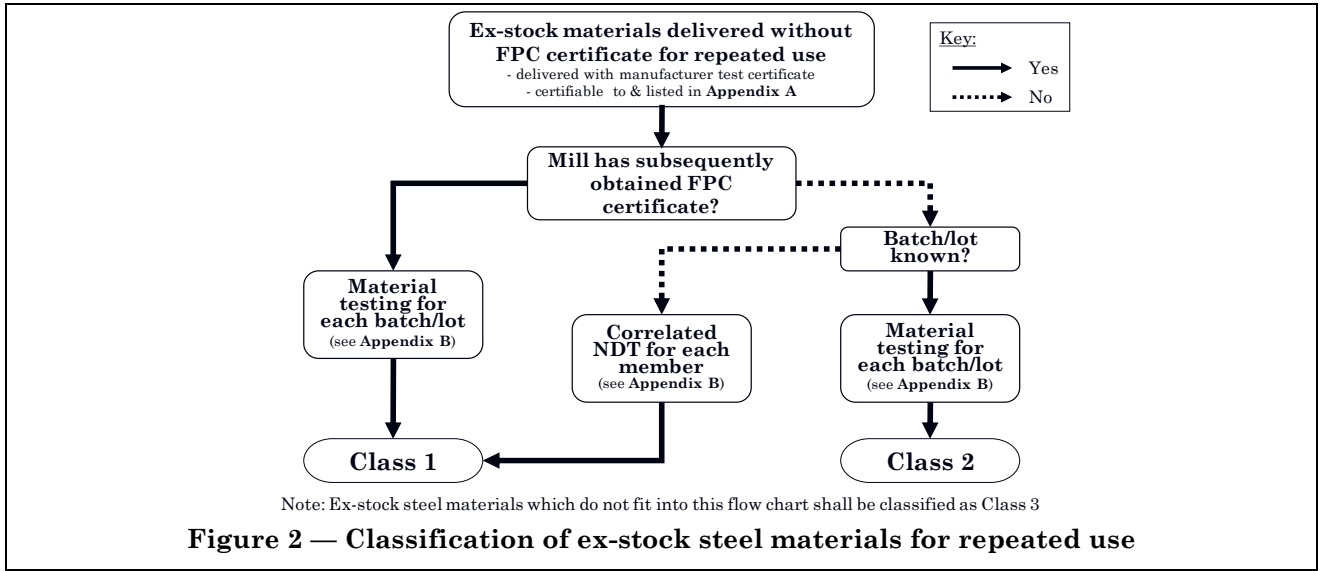 Ex-stock materials delivered without
FPC certificate for repeated use
- delivered with manufacturer test certificate
- certifiable to & listed in Appendix A
Key:
Yes
No
Mill has subsequently
obtained FPC
certificate?
Batch/lot
known?
Material
testing for
each batch/lot
(see Appendix B)
Correlated
NDT for each
member
(see Appendix B)
Material
testing for
each batch/lot
(see Appendix B)
Class 1
Class 2
Note: Ex-stock steel materials which do not fit into this flow chart shall be classified as Class 3
Figure 2 — Classification of ex-stock steel materials for repeated use